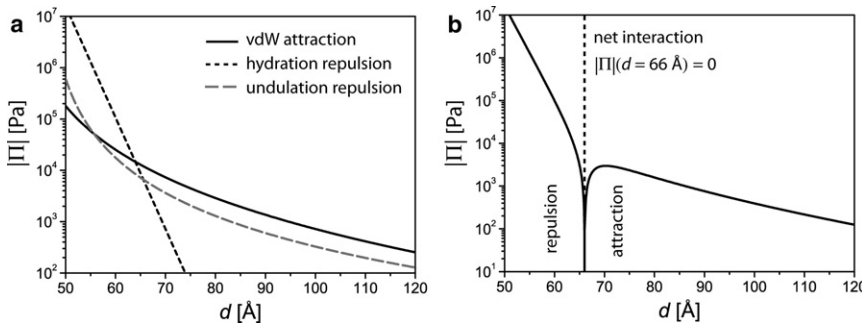 a
10⁷
10⁶
10⁵
10⁴
10³
10²
|Π| [Pa]
vdW attraction
hydration repulsion
undulation repulsion
50 60 70 80 90 100 110 120
d [Å]
b
10⁷
10⁶
10⁵
10⁴
10³
10²
10¹
|Π| [Pa]
net interaction
|Π|(d = 66 Å) = 0
repulsion
attraction
50 60 70 80 90 100 110 120
d [Å]